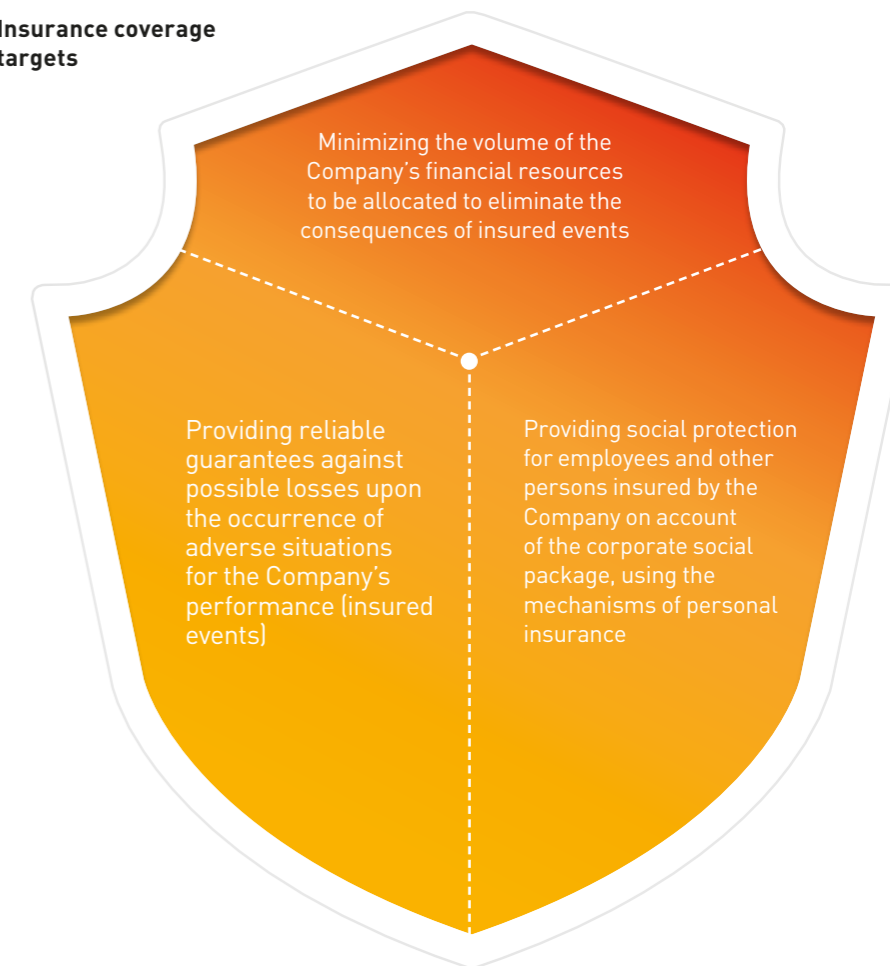 Insurance coverage
targets
Minimizing the volume of the
Company’s financial resources
to be allocated to eliminate the
consequences of insured events
Providing reliable
guarantees against
possible losses upon
the occurrence of
adverse situations
for the Company’s
performance (insured
events)
Providing social protection
for employees and other
persons insured by the
Company on account
of the corporate social
package, using the
mechanisms of personal
insurance